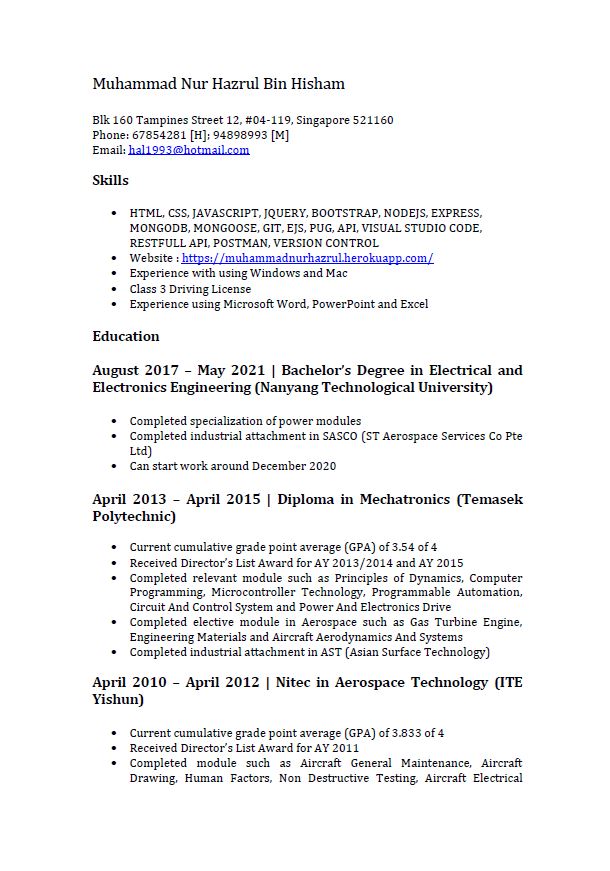 Muhammad Nur Hazrul Bin Hisham
Blk 160 Tampines Street 12, #04-119, Singapore 521160
Phone: 67854281 [H]; 94898993 [M]
Email: hal1993@hotmail.com
Skills
• HTML, CSS, JAVASCRIPT, JQUERY, BOOTSTRAP, NODEJS, EXPRESS,
MONGODB, MONGOOSE, GIT, EJS, PUG, API, VISUAL STUDIO CODE,
RESTFULL API, POSTMAN, VERSION CONTROL
• Website : https://muhammadnurhazrul.herokuapp.com/
• Experience with using Windows and Mac
• Class 3 Driving License
• Experience using Microsoft Word, PowerPoint and Excel
Education
August 2017 – May 2021 | Bachelor's Degree in Electrical and
Electronics Engineering (Nanyang Technological University)
• Completed specialization of power modules
• Completed industrial attachment in SASCO (ST Aerospace Services Co Pte
Ltd)
• Can start work around December 2020
April 2013 – April 2015 | Diploma in Mechatronics (Temasek
Polytechnic)
• Current cumulative grade point average (GPA) of 3.54 of 4
• Received Director's List Award for AY 2013/2014 and AY 2015
• Completed relevant module such as Principles of Dynamics, Computer
Programming, Microcontroller Technology, Programmable Automation,
Circuit And Control System and Power And Electronics Drive
• Completed elective module in Aerospace such as Gas Turbine Engine,
Engineering Materials and Aircraft Aerodynamics And Systems
• Completed industrial attachment in AST (Asian Surface Technology)
April 2010 – April 2012 | Nitec in Aerospace Technology (ITE
Yishun)
• Current cumulative grade point average (GPA) of 3.833 of 4
• Received Director's List Award for AY 2011
• Completed module such as Aircraft General Maintenance, Aircraft
Drawing, Human Factors, Non Destructive Testing, Aircraft Electrical